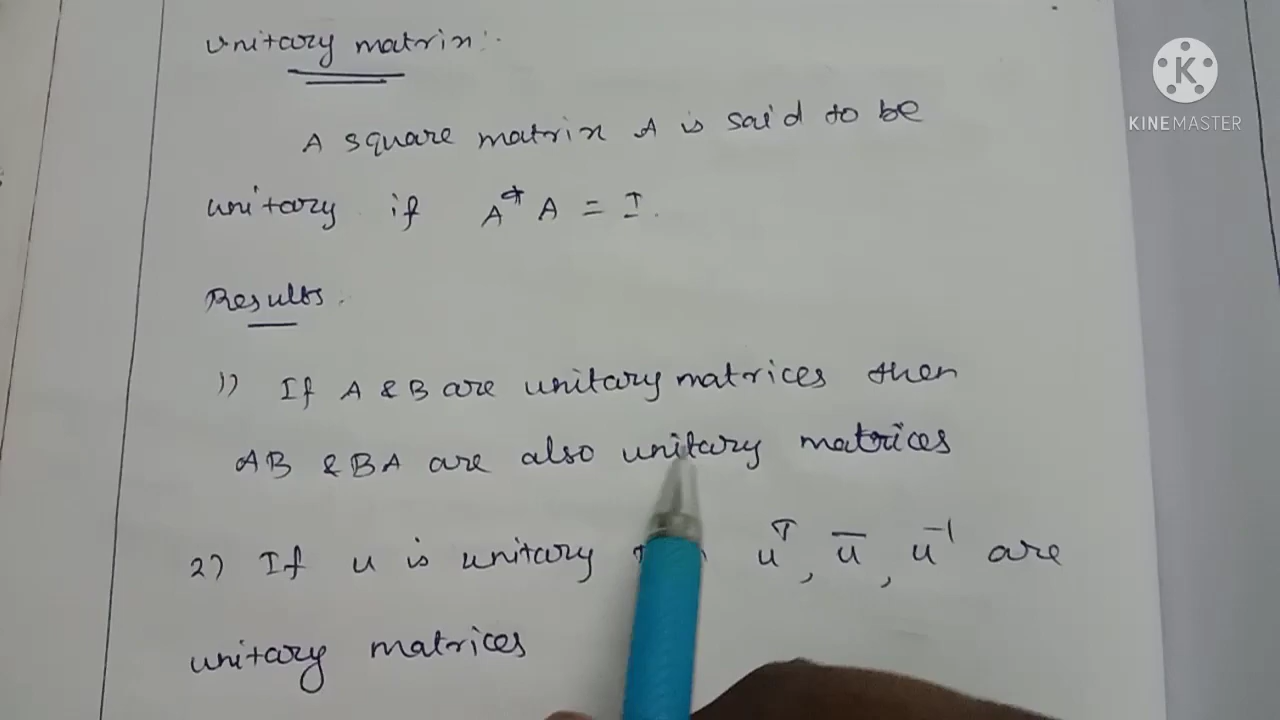 Unitary matrix:
K
KINEMASTER
A square matrix A is said to be
unitary if A* A = I.
Results.
1) If A & B are unitary matrices then
AB & BA are also unitary matrices
2) If u is unitary u^T, ū, u^-1 are
unitary matrices